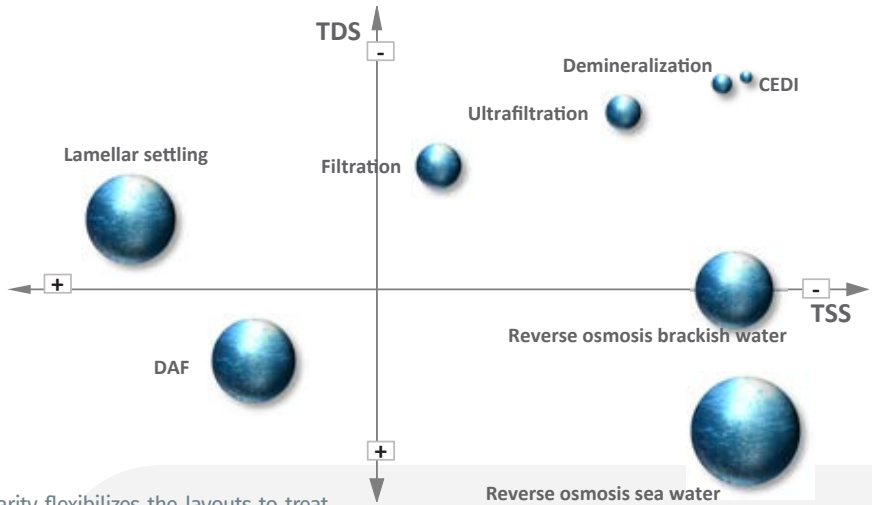 TDS
-
Demineralization
CEDI
Ultrafiltration
Lamellar settling
Filtration
+
-
TSS
Reverse osmosis brackish water
DAF
+
Reverse osmosis sea water
flexibilizes the layouts to treat